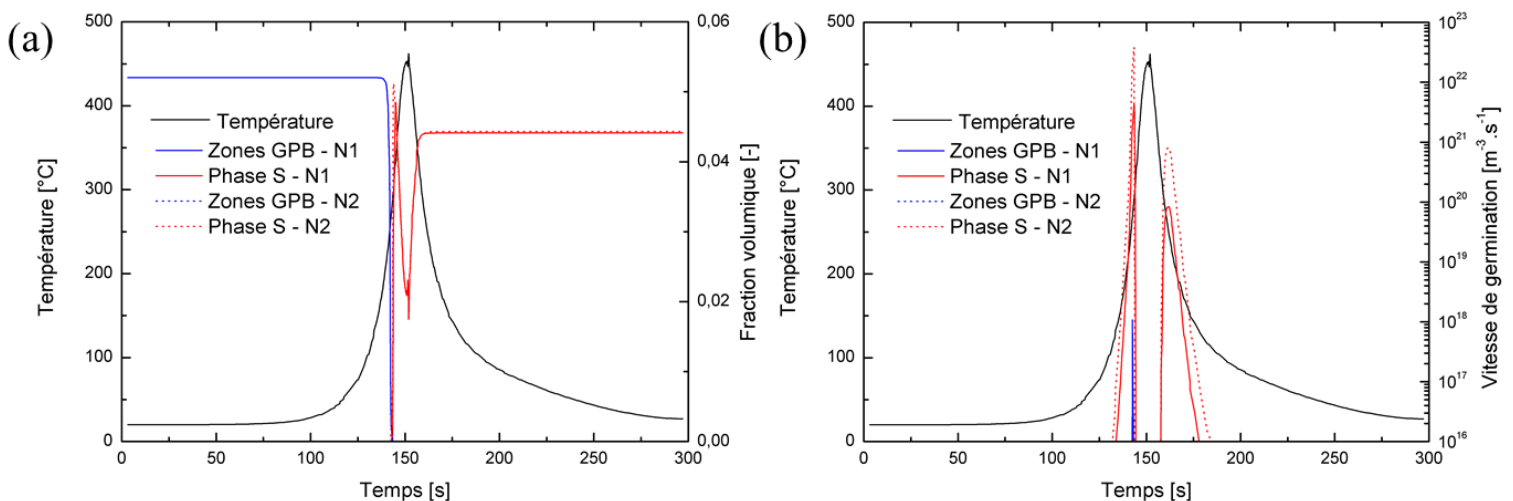 (a)
500
400
300
200
100
0
Température [°C]
Température
Zones GPB - N1
Phase S - N1
Zones GPB - N2
Phase S - N2
0,06
0,04
0,02
0,00
Fraction volumique [-]
0
50
100
150
200
250
300
Temps [s]
(b)
500
400
300
200
100
0
Température [°C]
Température
Zones GPB - N1
Phase S - N1
Zones GPB - N2
Phase S - N2
10²³
10²²
10²¹
10²⁰
10¹⁹
10¹⁸
10¹⁷
10¹⁶
Vitesse de germination [m⁻³.s⁻¹]
0
50
100
150
200
250
300
Temps [s]